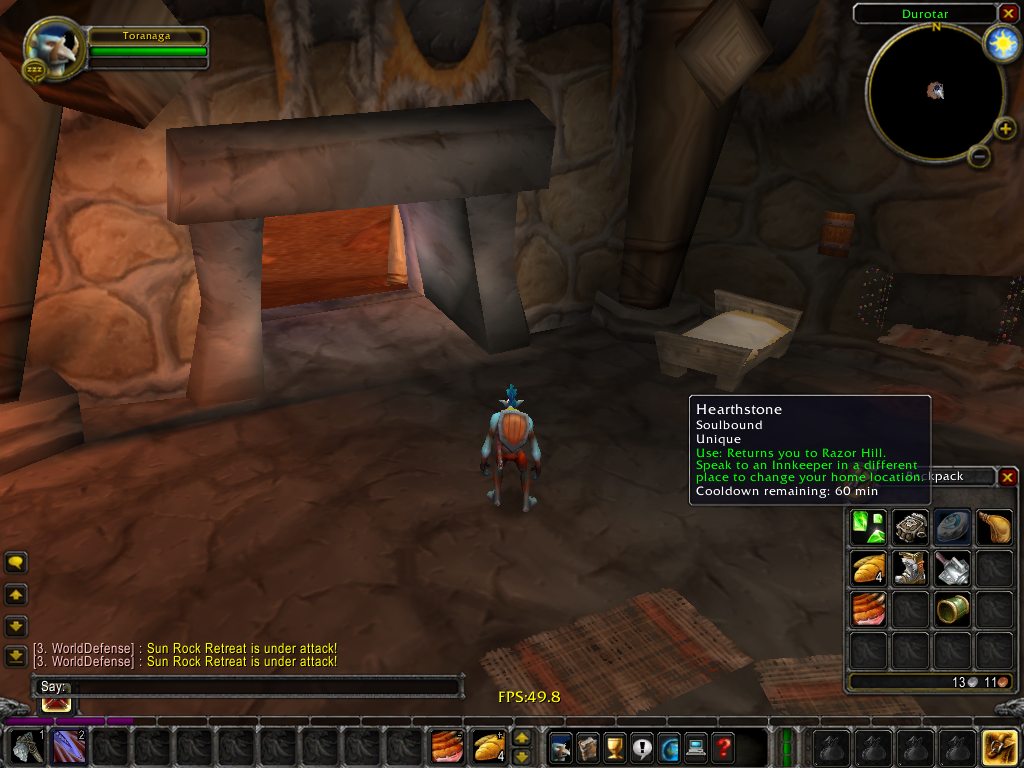 Toranaga
zzz
Durotar
N
Hearthstone
Soulbound
Unique
Use: Returns you to Razor Hill.
Speak to an Innkeeper in a different
place to change your home location.
Cooldown remaining: 60 min
ckpack
4
[3. WorldDefense] : Sun Rock Retreat is under attack!
[3. WorldDefense] : Sun Rock Retreat is under attack!
Say:
FPS:49.8
13 11
1 2 4